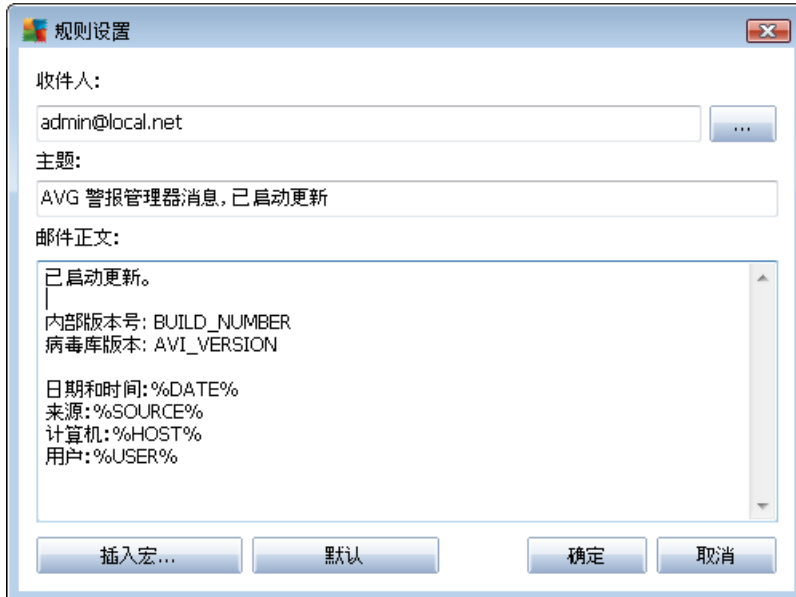 规则设置
收件人:
admin@local.net
...
主题:
AVG 警报管理器消息,已启动更新
邮件正文:
已启动更新。
内部版本号: BUILD_NUMBER
病毒库版本: AVI_VERSION
日期和时间:%DATE%
来源:%SOURCE%
计算机:%HOST%
用户:%USER%
插入宏... 默认 确定 取消